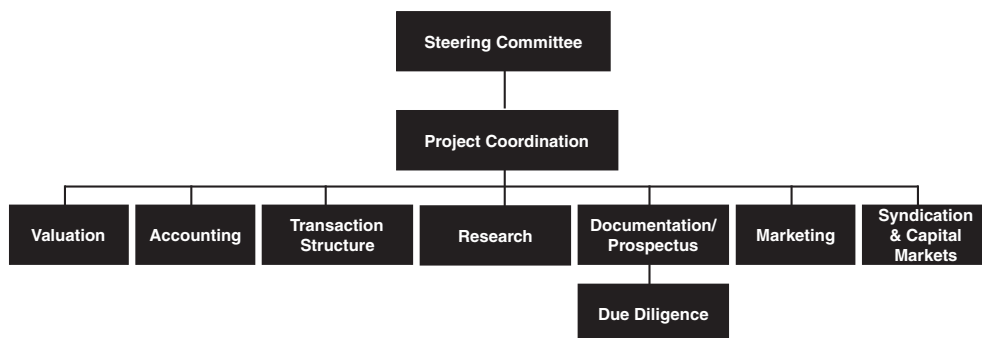 Steering Committee
Project Coordination
Valuation
Accounting
Transaction
Structure
Research
Documentation/
Prospectus
Marketing
Syndication
& Capital
Markets
Due Diligence